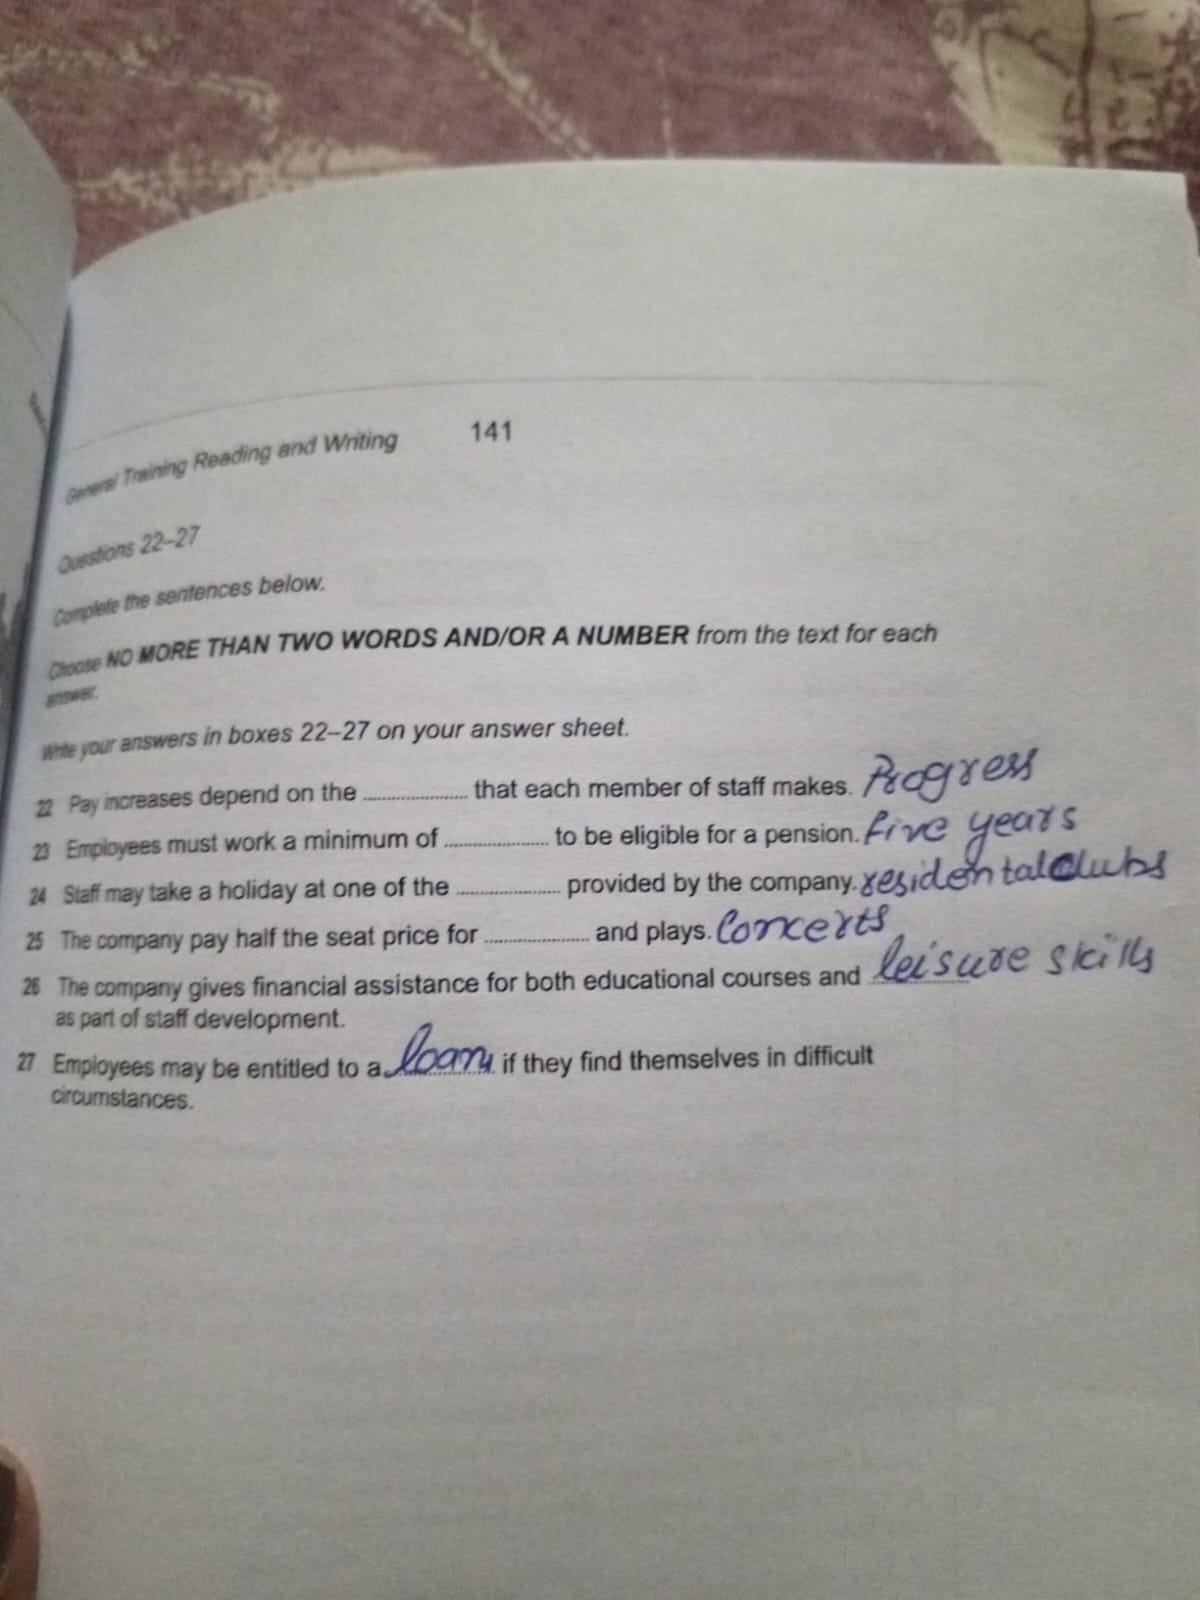 General Training Reading and Writing 141
Questions 22–27
Complete the sentences below.
Choose NO MORE THAN TWO WORDS AND/OR A NUMBER from the text for each
answer.
Write your answers in boxes 22–27 on your answer sheet.
22 Pay increases depend on the ........................ that each member of staff makes. Progress
23 Employees must work a minimum of ........................ to be eligible for a pension. five years
24 Staff may take a holiday at one of the ........................ provided by the company. residental clubs
25 The company pay half the seat price for ........................ and plays. Concerts
26 The company gives financial assistance for both educational courses and leisure skills
as part of staff development.
27 Employees may be entitled to a loan if they find themselves in difficult
circumstances.